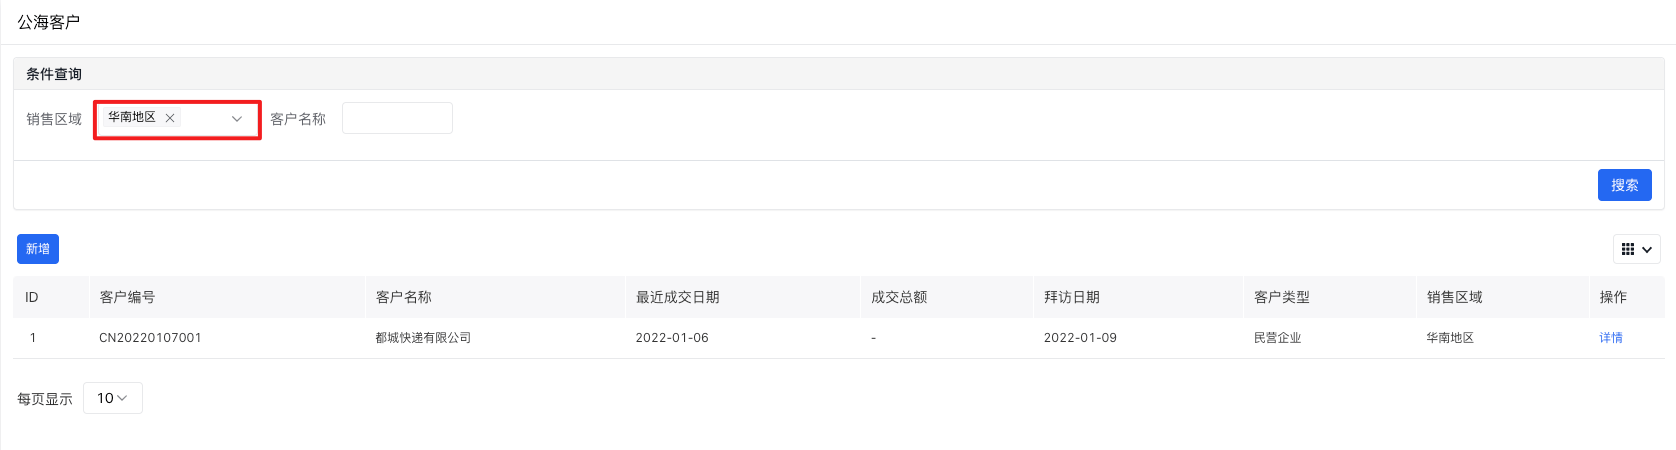 公海客户
条件查询
销售区域 华南地区 客户名称
搜索
新增
ID 客户编号 客户名称 最近成交日期 成交总额 拜访日期 客户类型 销售区域 操作
1 CN20220107001 都城快递有限公司 2022-01-06 - 2022-01-09 民营企业 华南地区 详情
每页显示 10